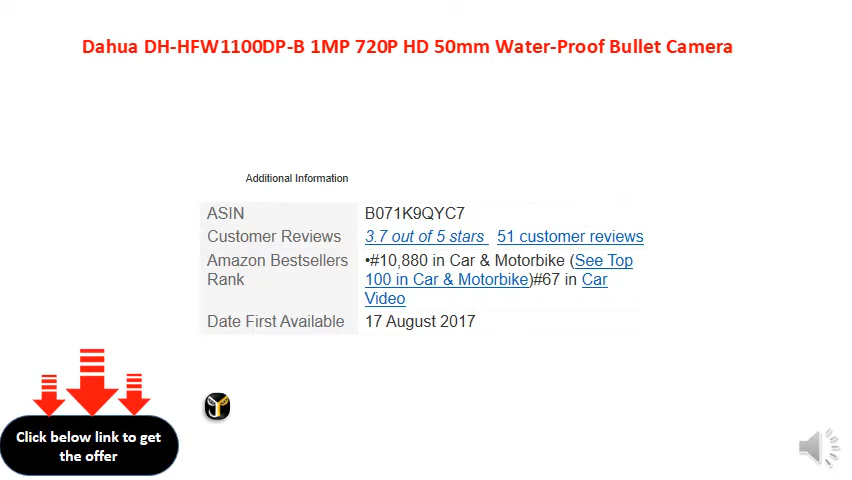 Dahua DH-HFW1100DP-B 1MP 720P HD 50mm Water-Proof Bullet Camera
Additional Information
ASIN B071K9QYC7
Customer Reviews 3.7 out of 5 stars 51 customer reviews
Amazon Bestsellers Rank •#10,880 in Car & Motorbike (See Top
100 in Car & Motorbike)#67 in Car
Video
Date First Available 17 August 2017
Click below link to get
the offer